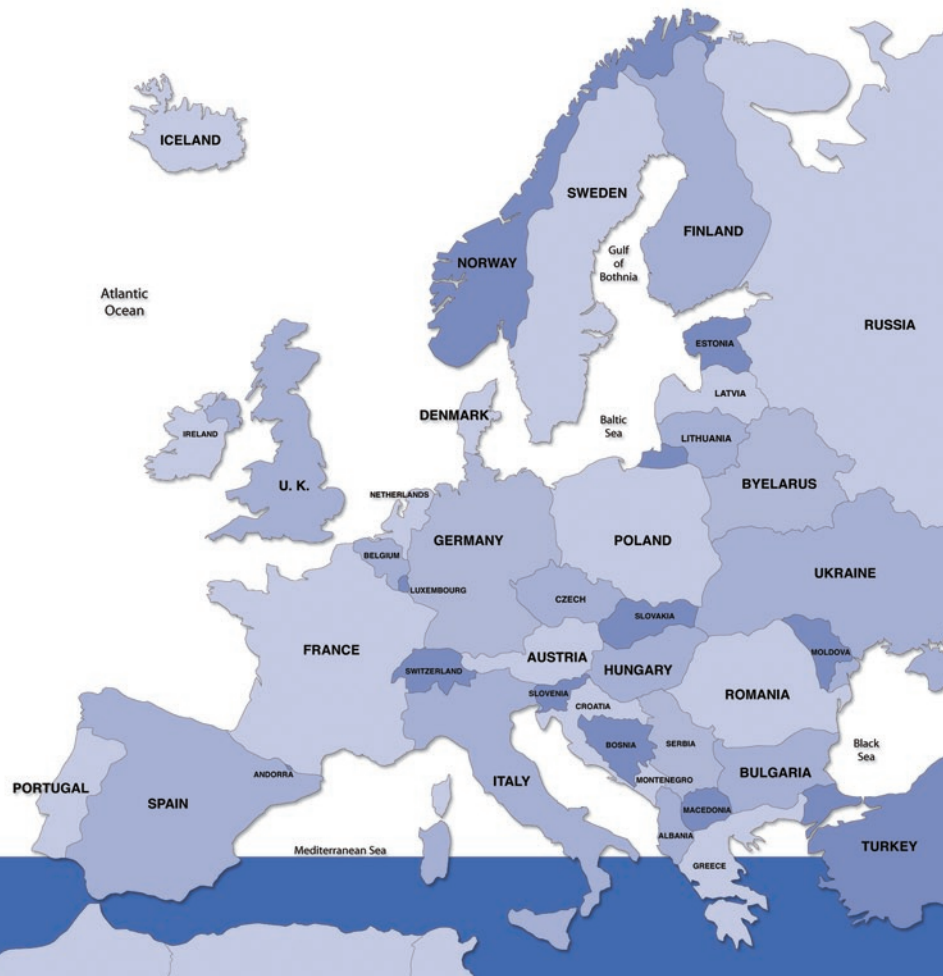 ICELAND
SWEDEN
FINLAND
NORWAY
Gulf
of
Bothnia
Atlantic
Ocean
RUSSIA
ESTONIA
LATVIA
DENMARK
Baltic
Sea
IRELAND
LITHUANIA
U. K.
BYELARUS
NETHERLANDS
GERMANY
POLAND
BELGIUM
UKRAINE
LUXEMBOURG
CZECH
SLOVAKIA
FRANCE
MOLDOVA
AUSTRIA
SWITZERLAND
HUNGARY
SLOVENIA
ROMANIA
CROATIA
BOSNIA
SERBIA
Black
Sea
ANDORRA
BULGARIA
MONTENEGRO
ITALY
PORTUGAL
SPAIN
MACEDONIA
ALBANIA
TURKEY
Mediterranean Sea
GREECE